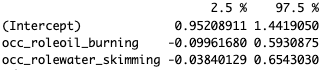 2.5 % 97.5 %
(Intercept) 0.95208911 1.4419050
occ_roleoil_burning -0.09961680 0.5930875
occ_rolewater_skimming -0.03840129 0.6543030